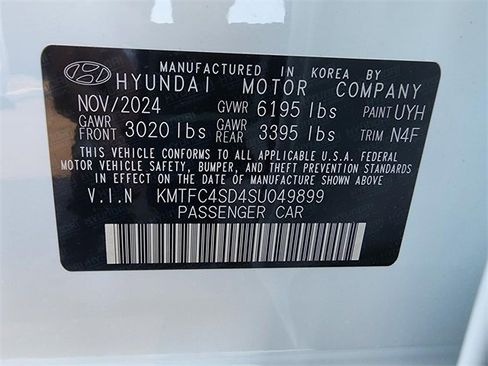 MANUFACTURED IN KOREA BY
HYUNDAI MOTOR COMPANY
NOV/2024 GVWR 6195 lbs PAINT UYH
GAWR FRONT 3020 lbs GAWR REAR 3395 lbs TRIM N4F
THIS VEHICLE CONFORMS TO ALL APPLICABLE U.S.A. FEDERAL
MOTOR VEHICLE SAFETY, BUMPER, AND THEFT PREVENTION STANDARDS
IN EFFECT ON THE DATE OF MANUFACTURE SHOWN ABOVE.
V.I.N KMTFC4SD4SU049899
PASSENGER CAR